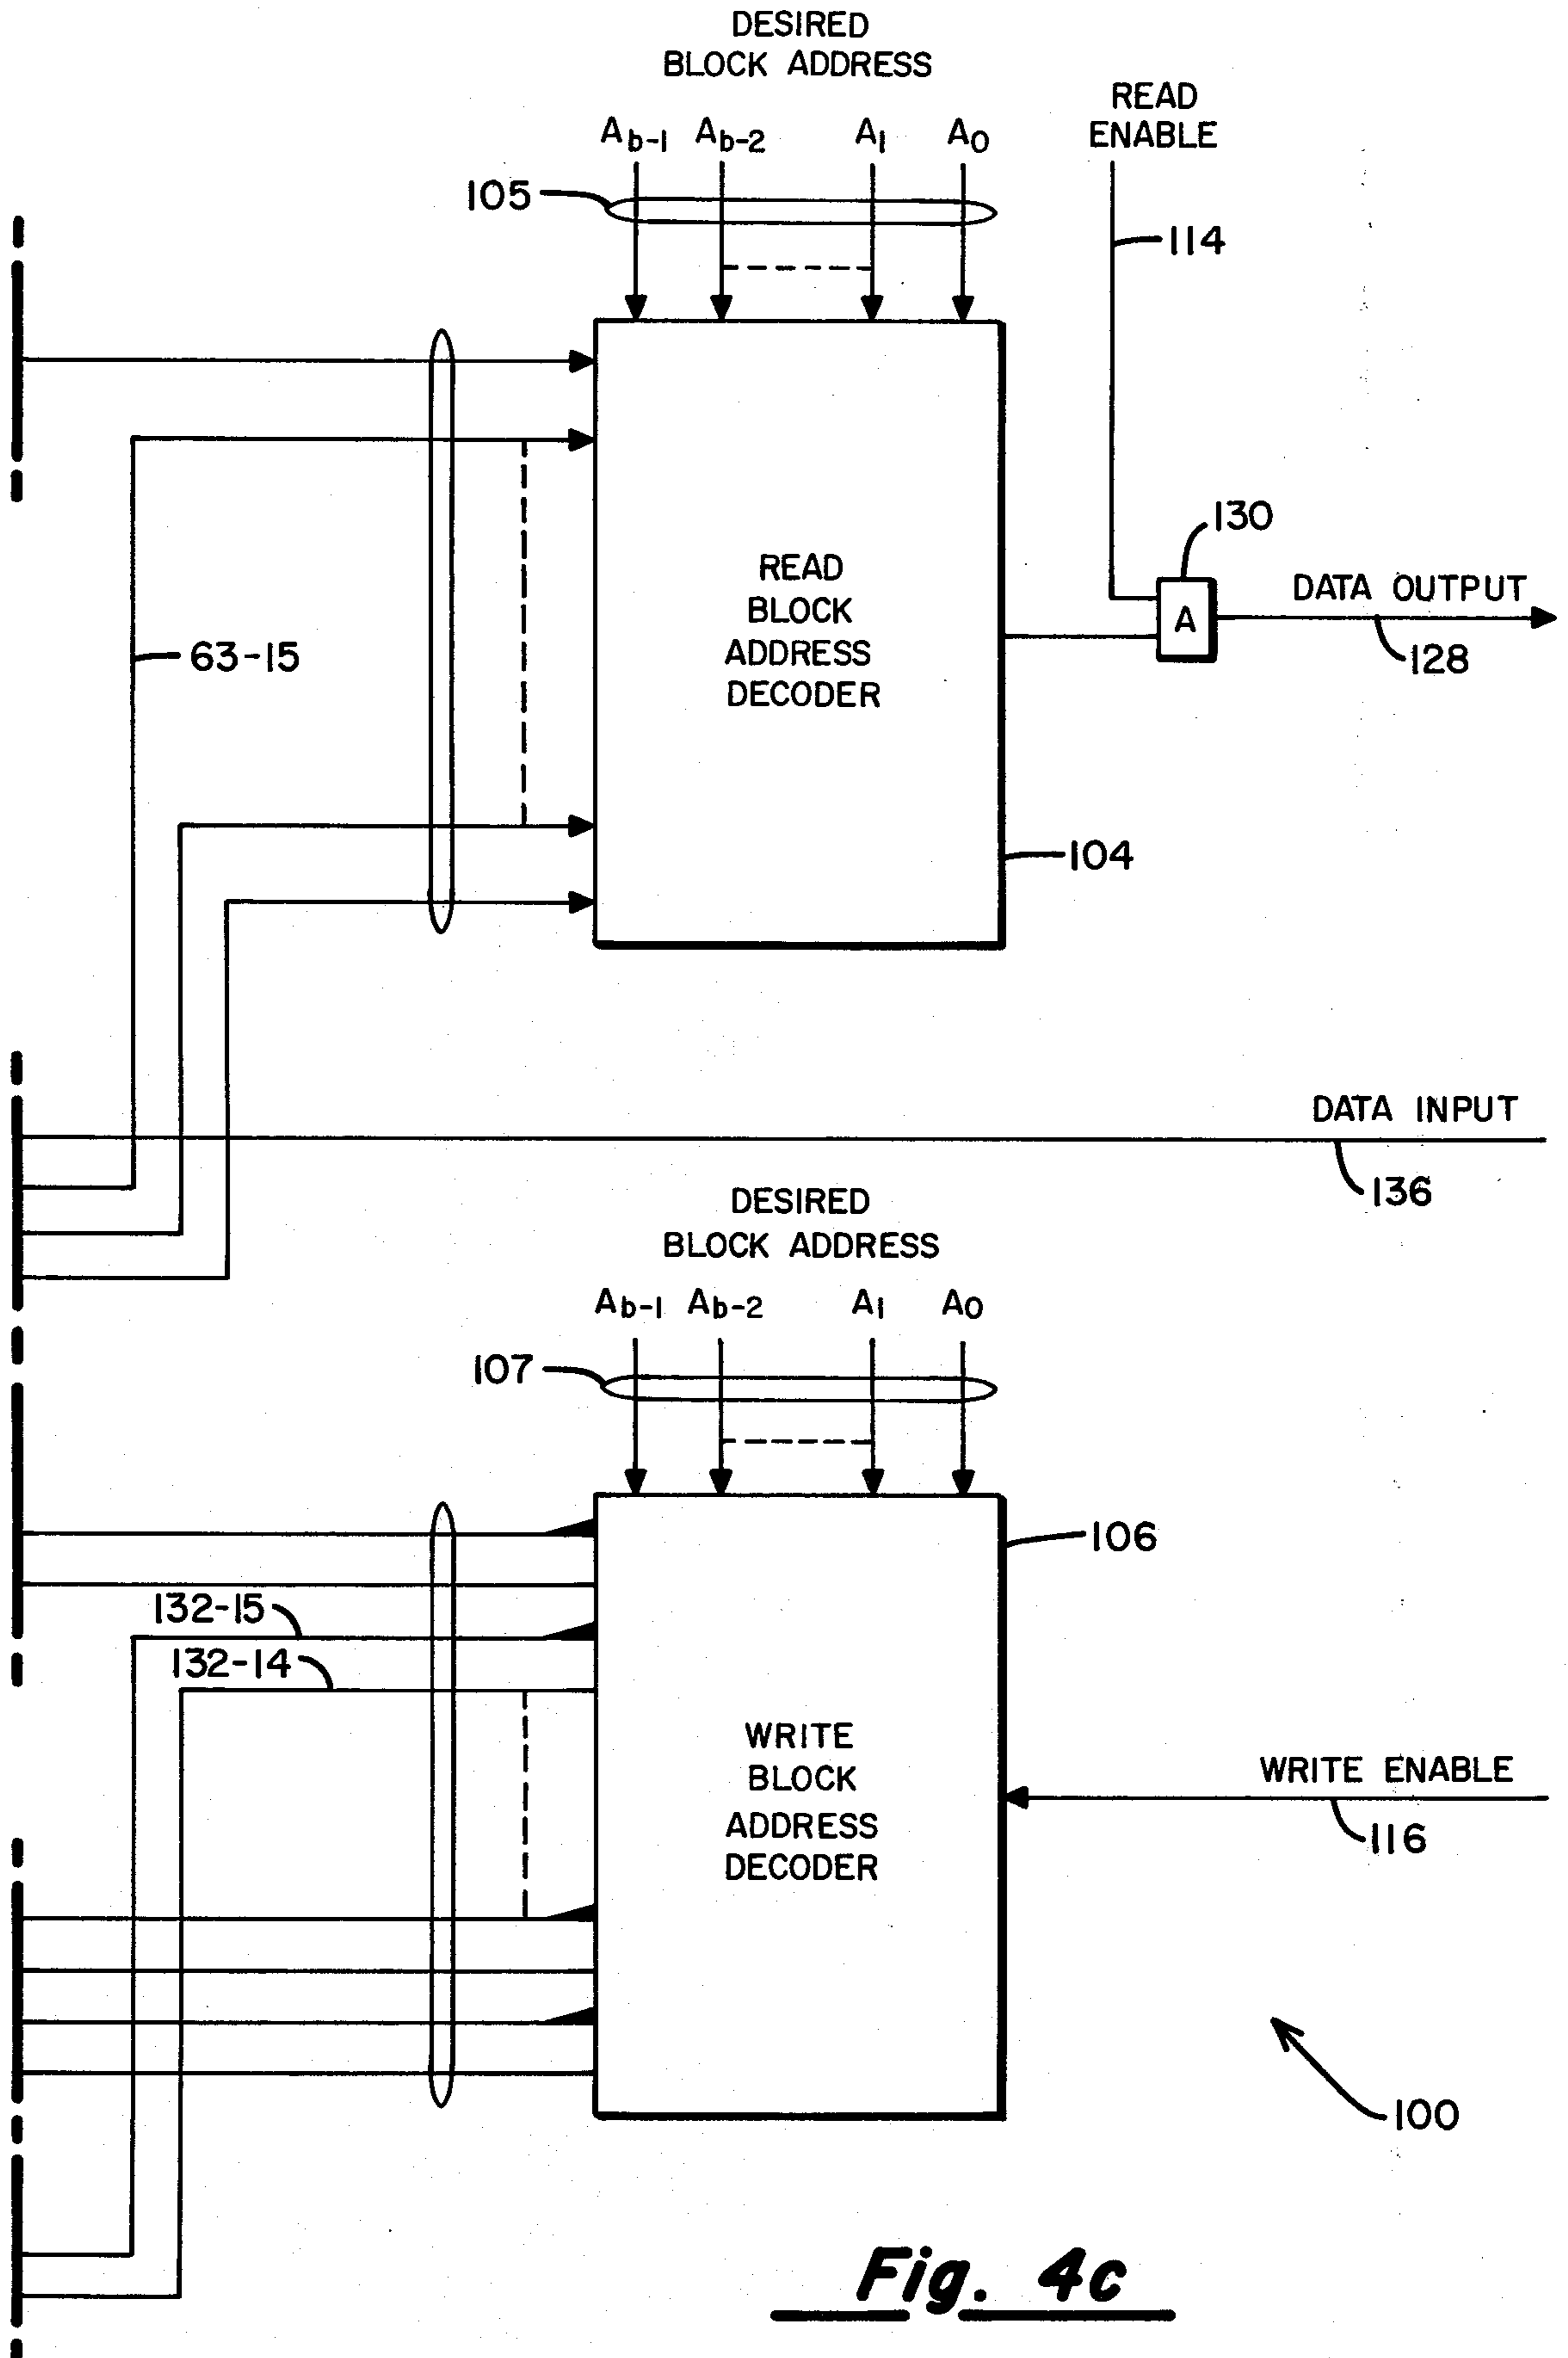 DESIRED
BLOCK ADDRESS
READ
ENABLE
Ab-1 Ab-2 A1 A0
105
114
130
READ
BLOCK
ADDRESS
DECODER
A
DATA OUTPUT
128
63-15
104
DATA INPUT
136
DESIRED
BLOCK ADDRESS
Ab-1 Ab-2 A1 A0
107
106
132-15
132-14
WRITE
BLOCK
ADDRESS
DECODER
WRITE ENABLE
116
100
Fig. 4c